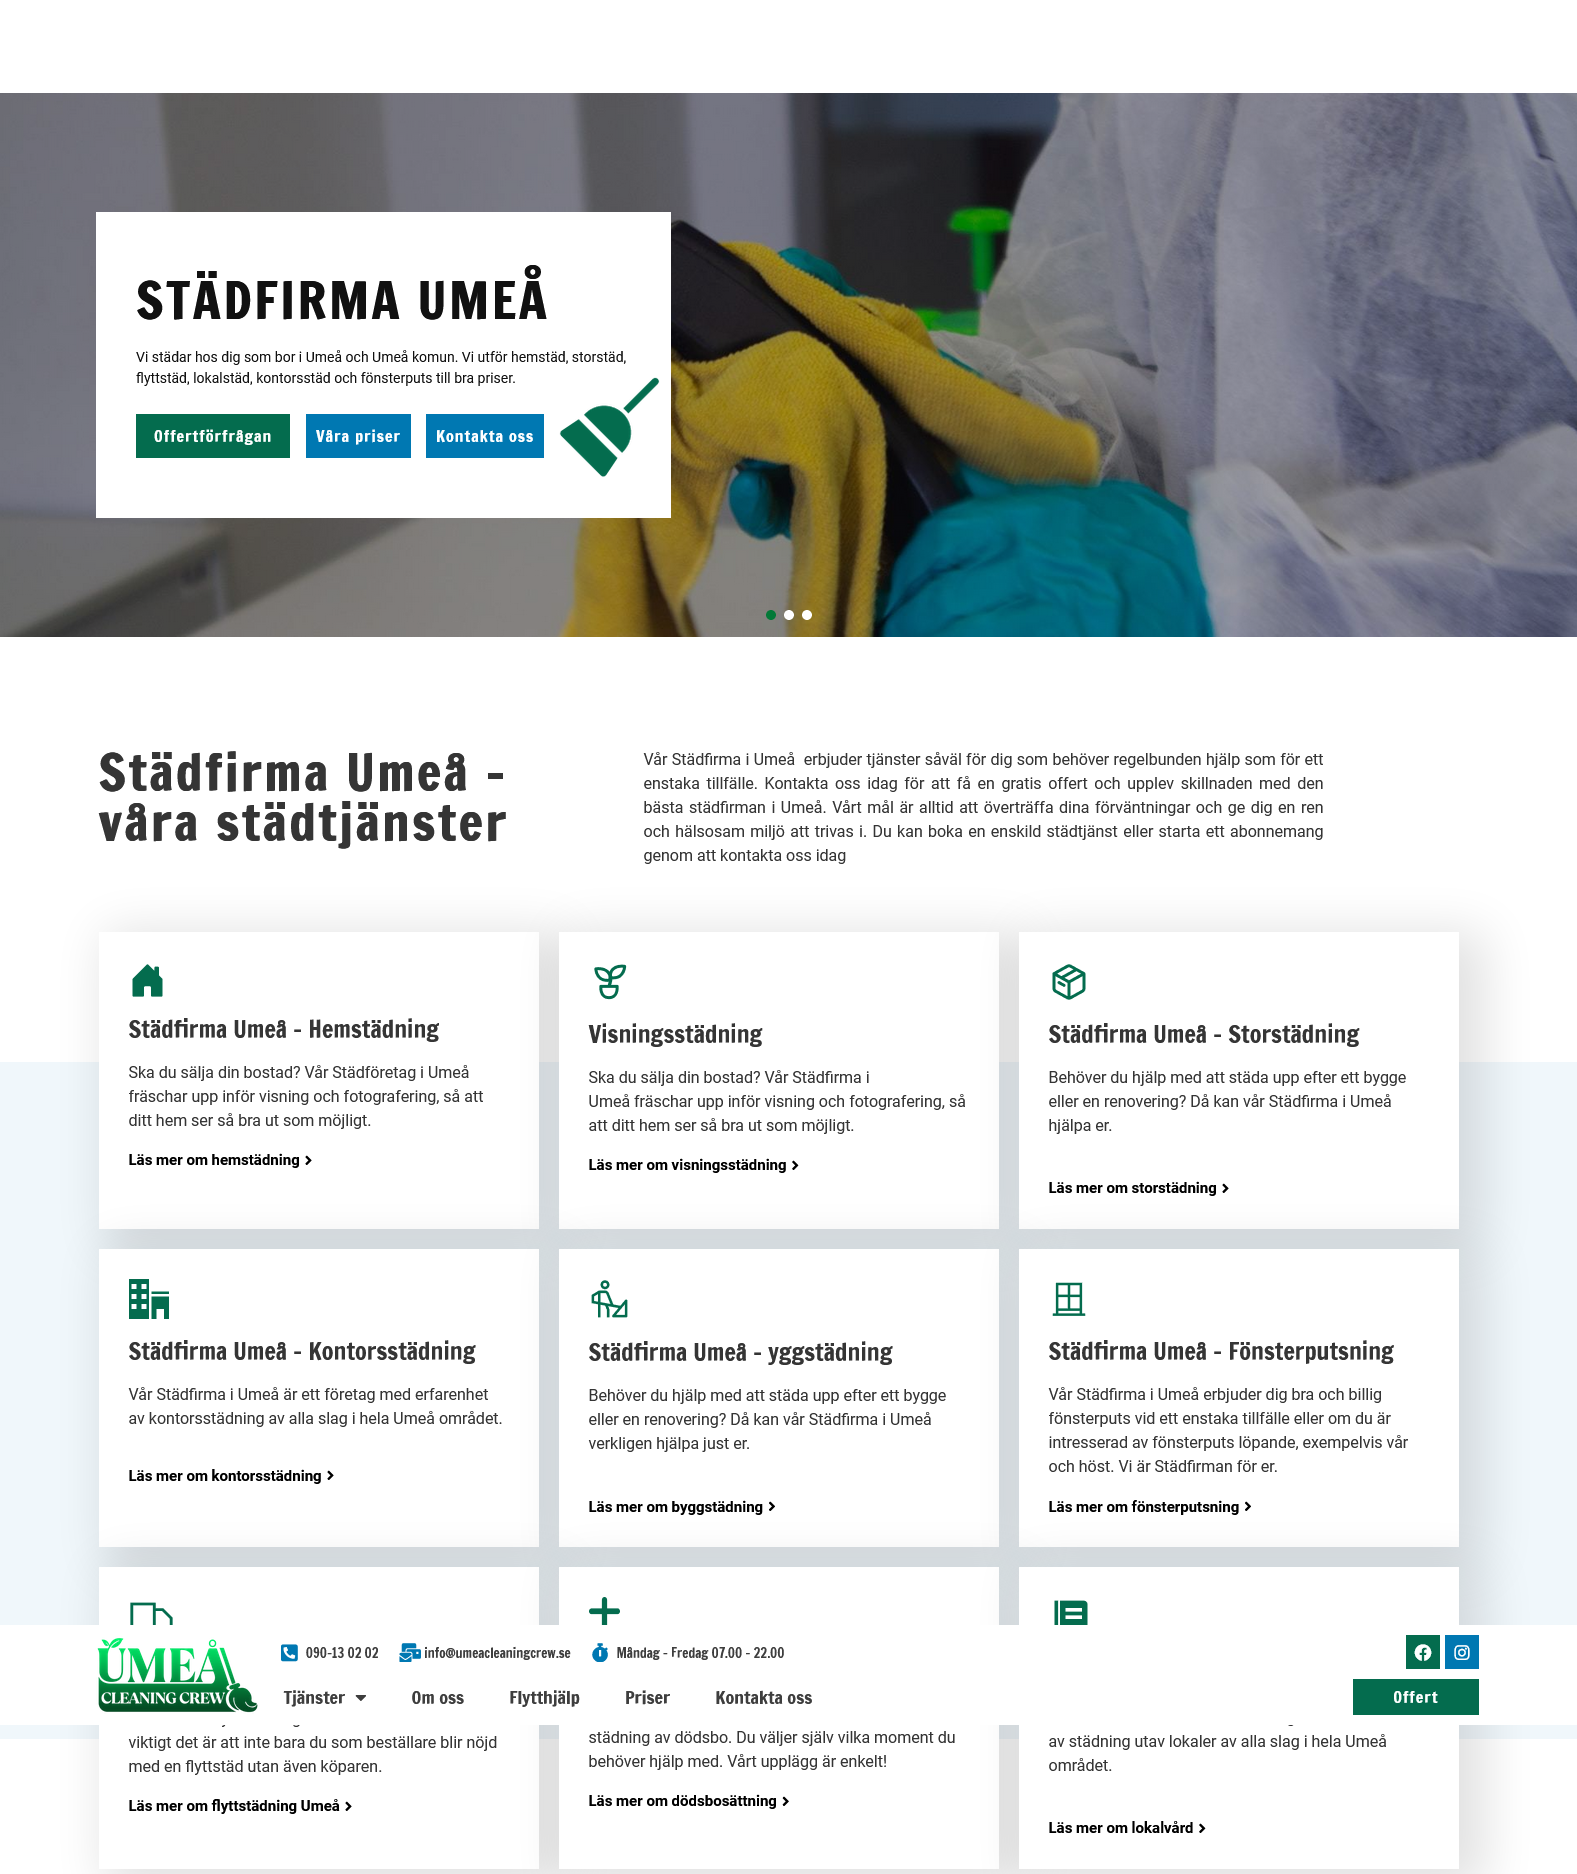 STÄDFIRMA UMEÅ
Vi städar hos dig som bor i Umeå och Umeå komun. Vi utför hemstäd, storstäd,
flyttstäd, lokalstäd, kontorsstäd och fönsterputs till bra priser.
Offertförfrågan
Våra priser
Kontakta oss
Städfirma Umeå -
våra städtjänster
Vår Städfirma i Umeå  erbjuder tjänster såväl för dig som behöver regelbunden hjälp som för ett
enstaka tillfälle. Kontakta oss idag för att få en gratis offert och upplev skillnaden med den
bästa städfirman i Umeå. Vårt mål är alltid att överträffa dina förväntningar och ge dig en ren
och hälsosam miljö att trivas i. Du kan boka en enskild städtjänst eller starta ett abonnemang
genom att kontakta oss idag
Städfirma Umeå - Hemstädning
Ska du sälja din bostad? Vår Städföretag i Umeå
fräschar upp inför visning och fotografering, så att
ditt hem ser så bra ut som möjligt.
Läs mer om hemstädning
Visningsstädning
Ska du sälja din bostad? Vår Städfirma i
Umeå fräschar upp inför visning och fotografering, så
att ditt hem ser så bra ut som möjligt.
Läs mer om visningsstädning
Städfirma Umeå - Storstädning
Behöver du hjälp med att städa upp efter ett bygge
eller en renovering? Då kan vår Städfirma i Umeå
hjälpa er.
Läs mer om storstädning
Städfirma Umeå - Kontorsstädning
Vår Städfirma i Umeå är ett företag med erfarenhet
av kontorsstädning av alla slag i hela Umeå området.
Läs mer om kontorsstädning
Städfirma Umeå - yggstädning
Behöver du hjälp med att städa upp efter ett bygge
eller en renovering? Då kan vår Städfirma i Umeå
verkligen hjälpa just er.
Läs mer om byggstädning
Städfirma Umeå - Fönsterputsning
Vår Städfirma i Umeå erbjuder dig bra och billig
fönsterputs vid ett enstaka tillfälle eller om du är
intresserad av fönsterputs löpande, exempelvis vår
och höst. Vi är Städfirman för er.
Läs mer om fönsterputsning
UMEÅ
CLEANING CREW
090-13 02 02
info@umeacleaningcrew.se
Måndag - Fredag 07.00 - 22.00
Tjänster
Om oss
Flytthjälp
Priser
Kontakta oss
Offert
viktigt det är att inte bara du som beställare blir nöjd
med en flyttstäd utan även köparen.
Läs mer om flyttstädning Umeå
städning av dödsbo. Du väljer själv vilka moment du
behöver hjälp med. Vårt upplägg är enkelt!
Läs mer om dödsbosättning
av städning utav lokaler av alla slag i hela Umeå
området.
Läs mer om lokalvård